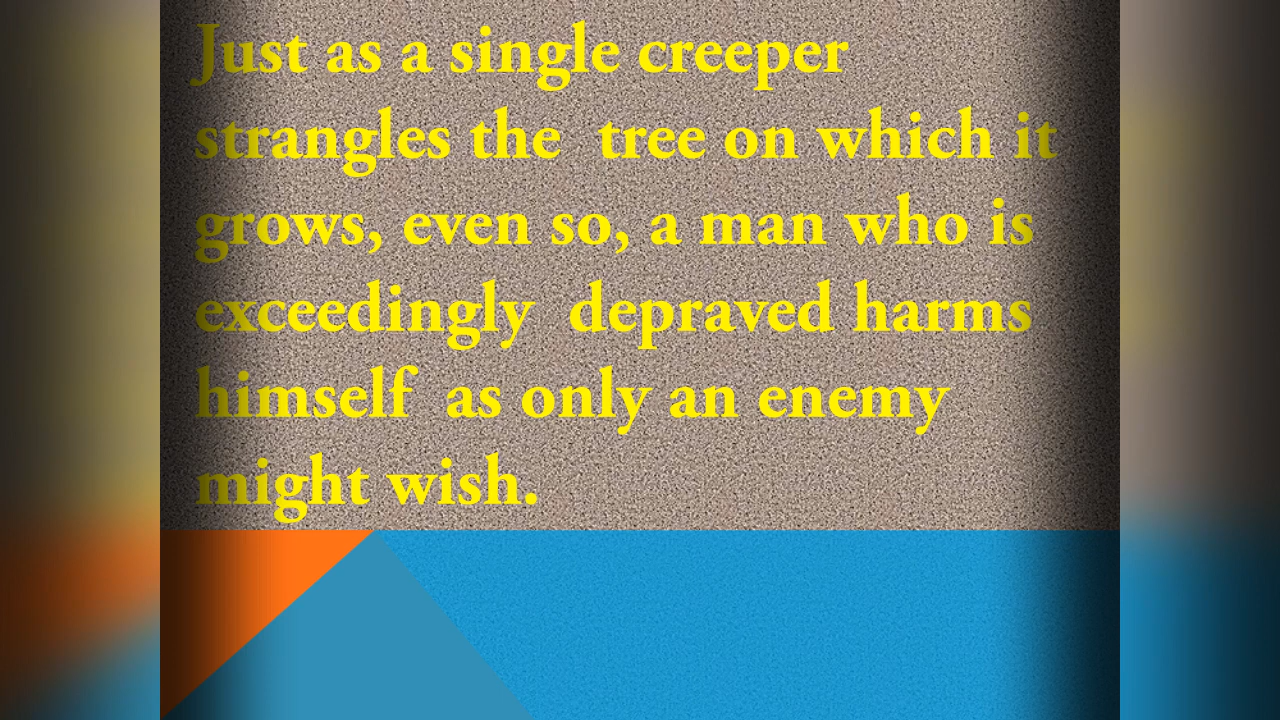 Just as a single creeper
strangles the  tree on which it
grows, even so, a man who is
exceedingly  depraved harms
himself  as only an enemy
might wish.